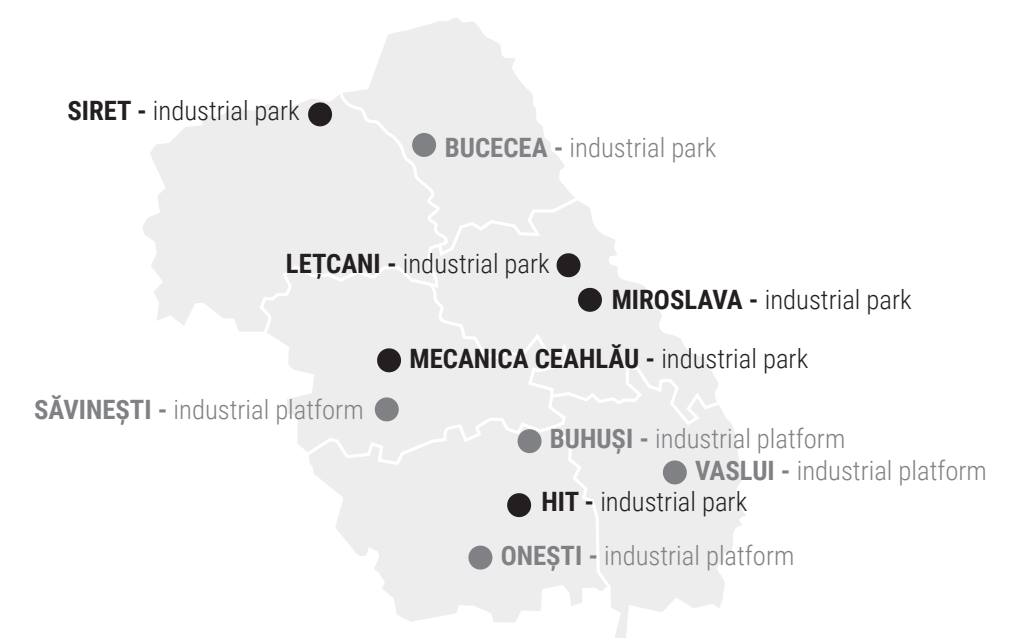 SIRET - industrial park
BUCECEA - industrial park
LEȚCANI - industrial park
MIROSLAVA - industrial park
MECANICA CEAHLĂU - industrial park
SĂVINEȘTI - industrial platform
BUHUȘI - industrial platform
VASLUI - industrial platform
HIT - industrial park
ONEȘTI - industrial platform